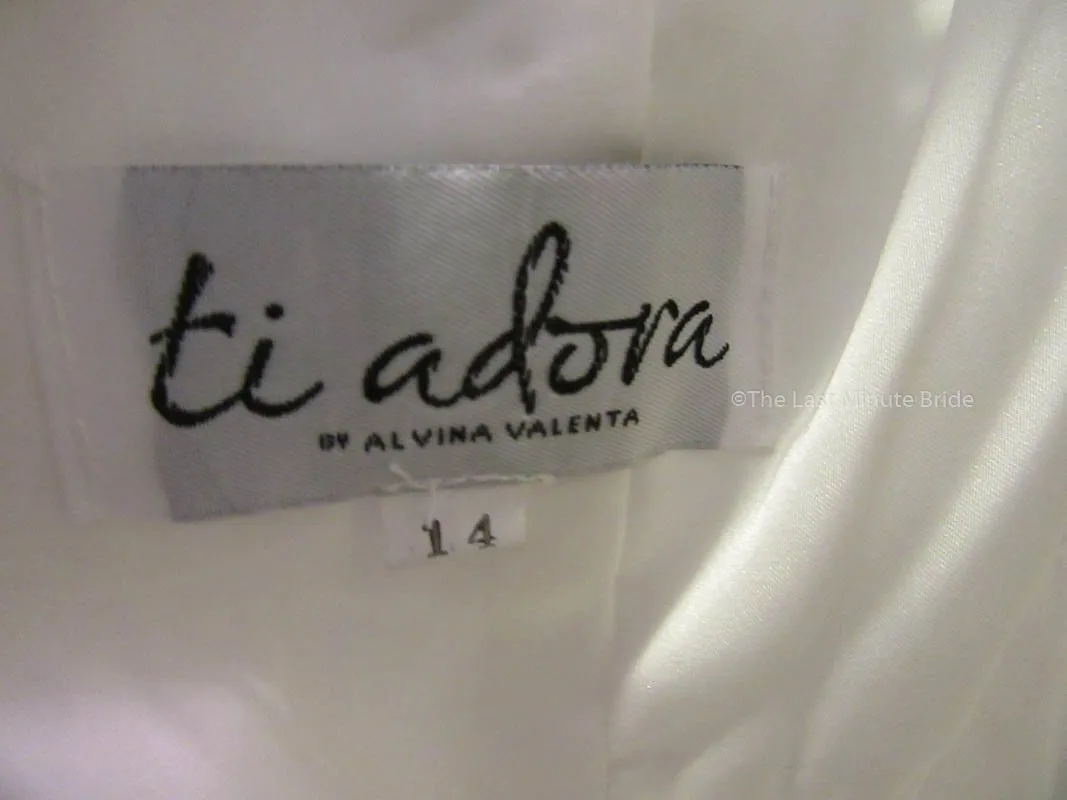 ti adora
BY ALVINA VALENTA
©The Last Minute Bride
14